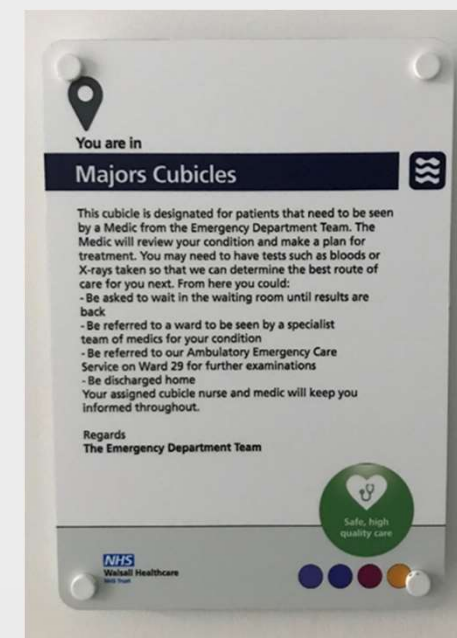 You are in
Majors Cubicles
This cubicle is designated for patients that need to be seen
by a Medic from the Emergency Department Team. The
Medic will review your condition and make a plan for
treatment. You may need to have tests such as bloods or
X-rays taken so that we can determine the best route of
care for you next. From here you could:
- Be asked to wait in the waiting room until results are
back
- Be referred to a ward to be seen by a specialist
team of medics for your condition
- Be referred to our Ambulatory Emergency Care
Service on Ward 29 for further examinations
- Be discharged home
Your assigned cubicle nurse and medic will keep you
informed throughout.
Regards
The Emergency Department Team
Safe, high
quality care
NHS
Walsall Healthcare
NHS Trust